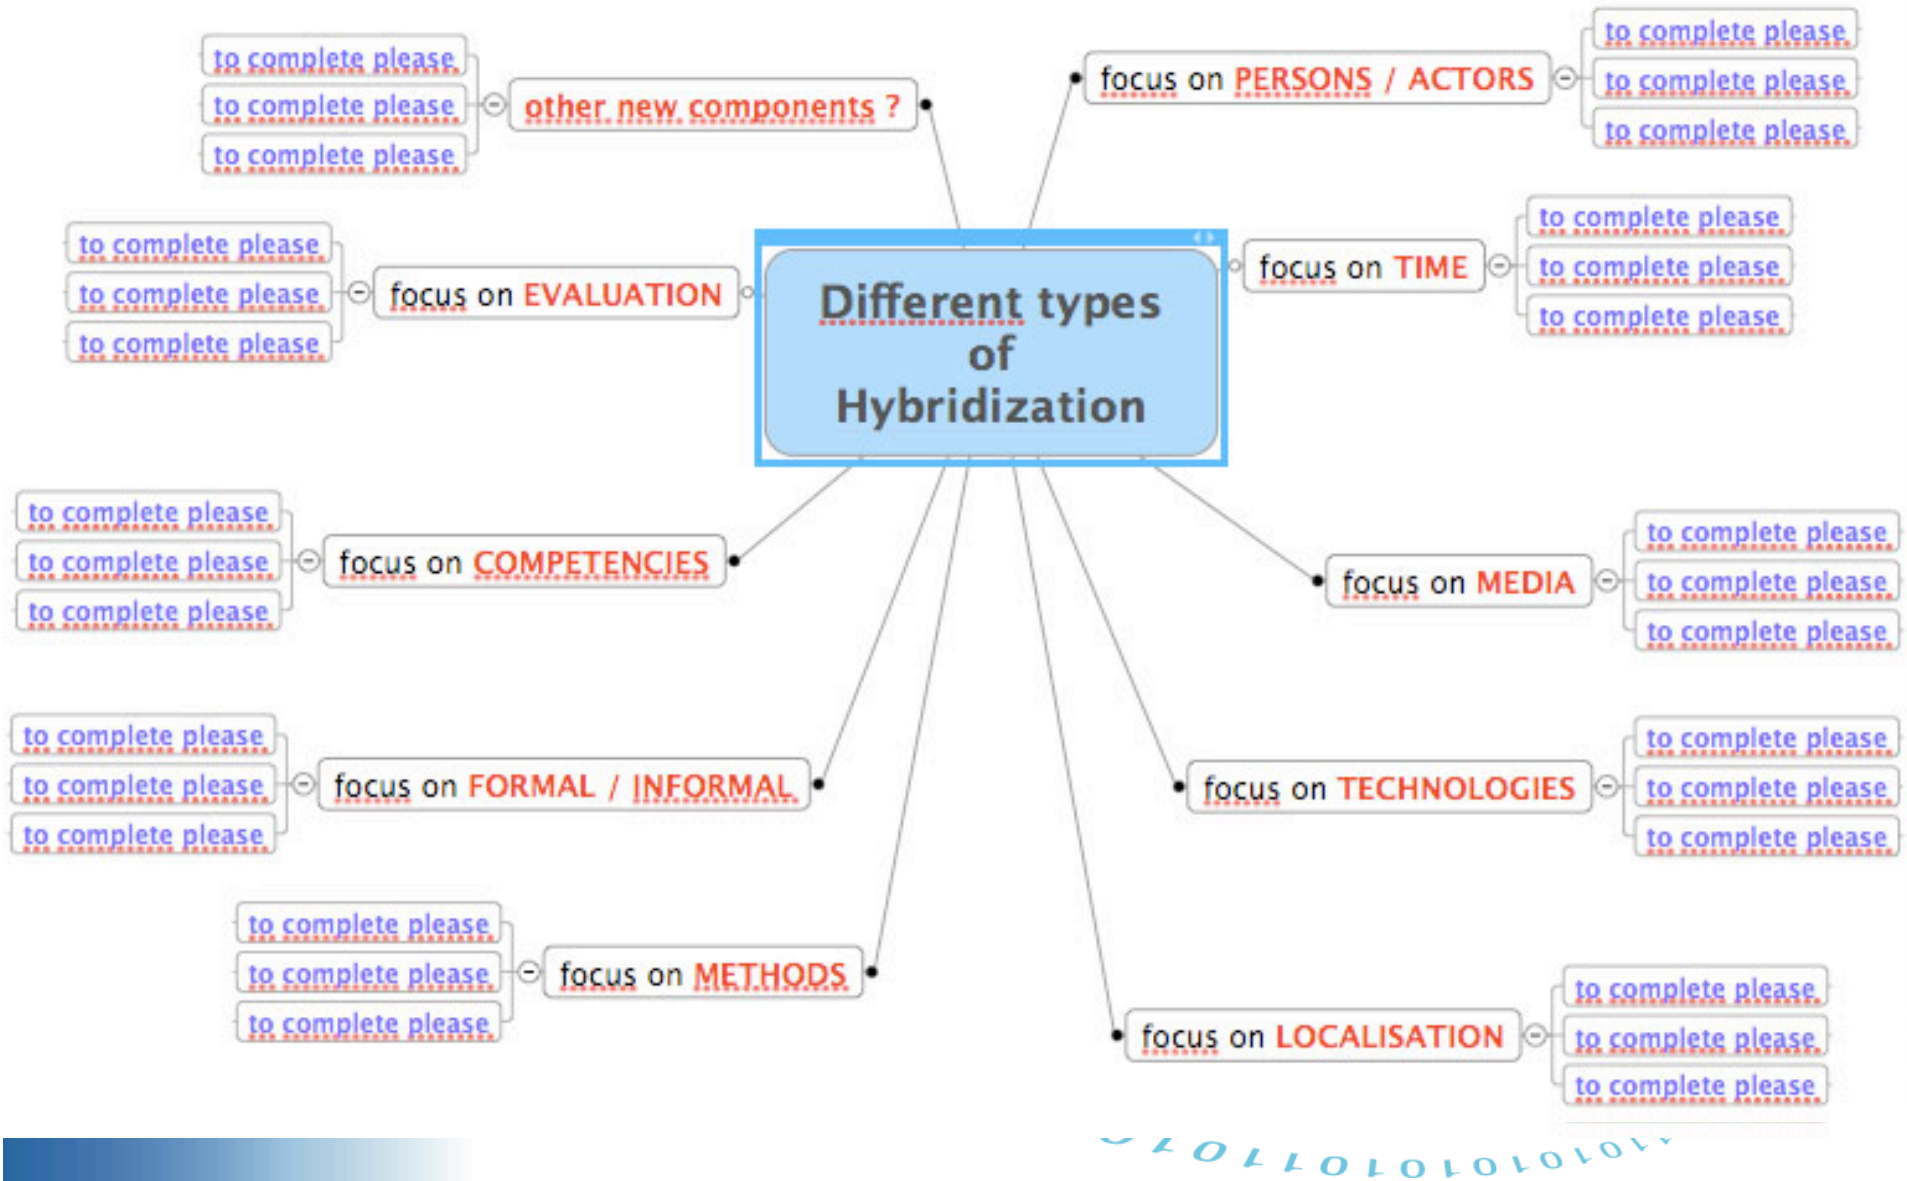 Different types
of
Hybridization
focus on PERSONS / ACTORS
to complete please
to complete please
to complete please
focus on TIME
to complete please
to complete please
to complete please
focus on MEDIA
to complete please
to complete please
to complete please
focus on TECHNOLOGIES
to complete please
to complete please
to complete please
focus on LOCALISATION
to complete please
to complete please
to complete please
other new components ?
to complete please
to complete please
to complete please
focus on EVALUATION
to complete please
to complete please
to complete please
focus on COMPETENCIES
to complete please
to complete please
to complete please
focus on FORMAL / INFORMAL
to complete please
to complete please
to complete please
focus on METHODS
to complete please
to complete please
to complete please